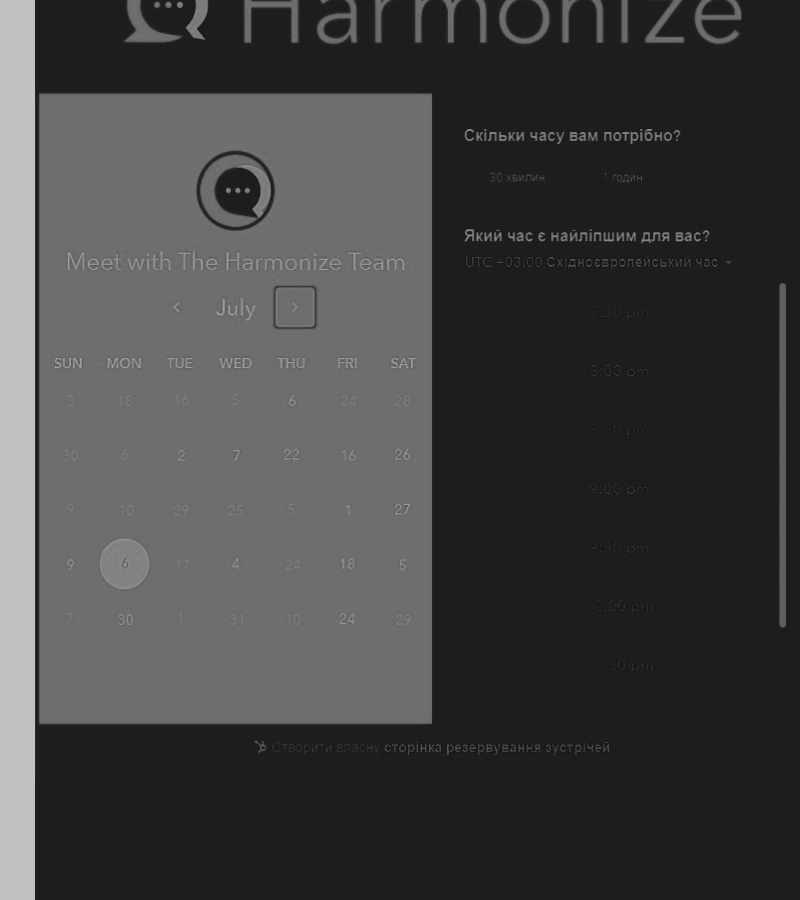 Harmonize
Meet with The Harmonize Team
July
SUN MON TUE WED THU FRI SAT
3 18 16 5 6 24 28
30 6 2 7 22 16 26
9 10 29 25 5 1 27
9 6 17 4 24 18 5
7 30 1 31 10 24 29
Скільки часу вам потрібно?
30 хвилин 1 годин
Який час є найліпшим для вас?
UTC +03:00 Східноєвропейський час
7:30 pm
8:00 pm
8:30 pm
9:00 pm
9:30 pm
10:00 pm
10:30 pm
Створити власну сторінка резервування зустрічей